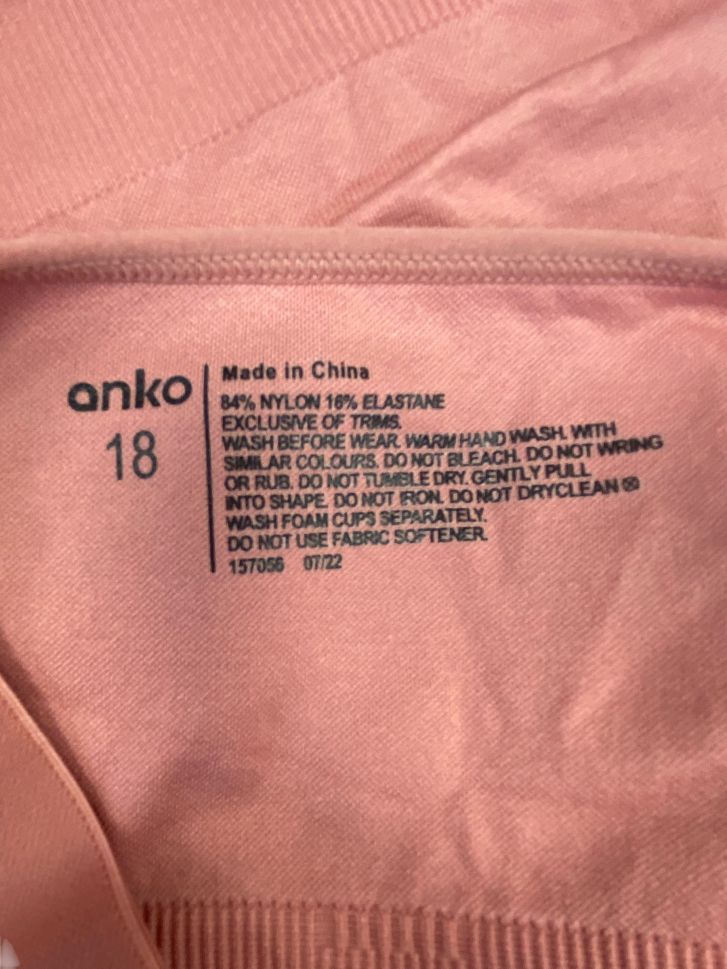 anko
18
Made in China
84% NYLON 16% ELASTANE
EXCLUSIVE OF TRIMS.
WASH BEFORE WEAR. WARM HAND WASH. WITH
SIMILAR COLOURS. DO NOT BLEACH. DO NOT WRING
OR RUB. DO NOT TUMBLE DRY. GENTLY PULL
INTO SHAPE. DO NOT IRON. DO NOT DRYCLEAN
WASH FOAM CUPS SEPARATELY.
DO NOT USE FABRIC SOFTENER.
157056 07/22